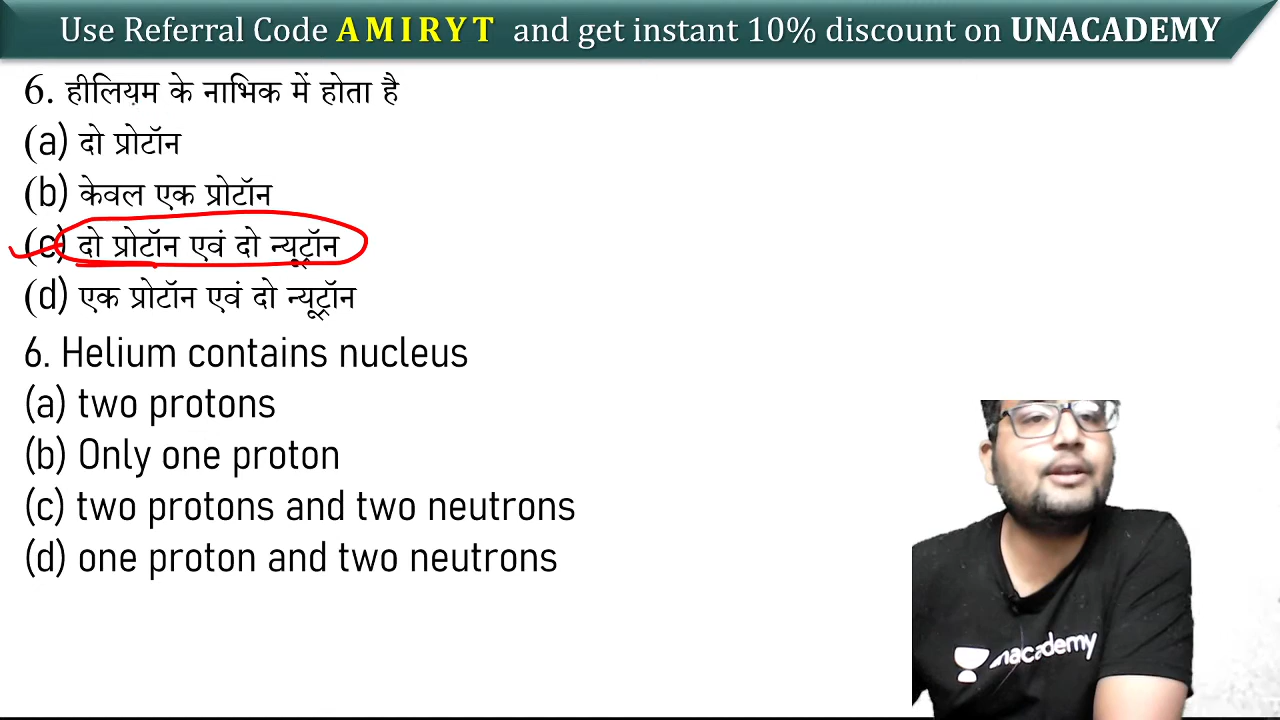 Use Referral Code AMIRYT and get instant 10% discount on UNACADEMY
6. हीलियम के नाभिक में होता है
(a) दो प्रोटॉन
(b) केवल एक प्रोटॉन
(c) दो प्रोटॉन एवं दो न्यूट्रॉन
(d) एक प्रोटॉन एवं दो न्यूट्रॉन
6. Helium contains nucleus
(a) two protons
(b) Only one proton
(c) two protons and two neutrons
(d) one proton and two neutrons
unacademy